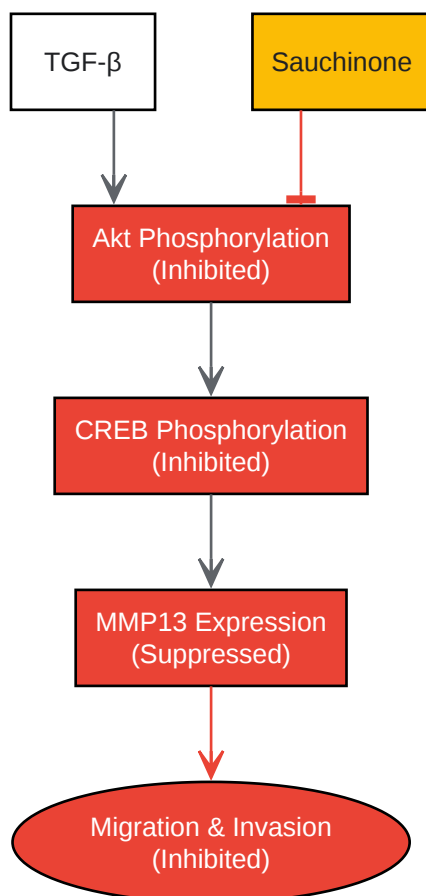 TGF-β
Sauchinone
Akt Phosphorylation
(Inhibited)
CREB Phosphorylation
(Inhibited)
MMP13 Expression
(Suppressed)
Migration & Invasion
(Inhibited)